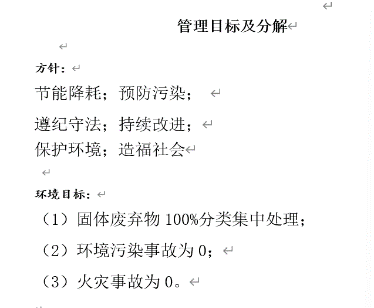 管理目标及分解
方针：
节能降耗；预防污染；
遵纪守法；持续改进；
保护环境；造福社会
环境目标：
（1）固体废弃物100%分类集中处理；
（2）环境污染事故为0；
（3）火灾事故为0。